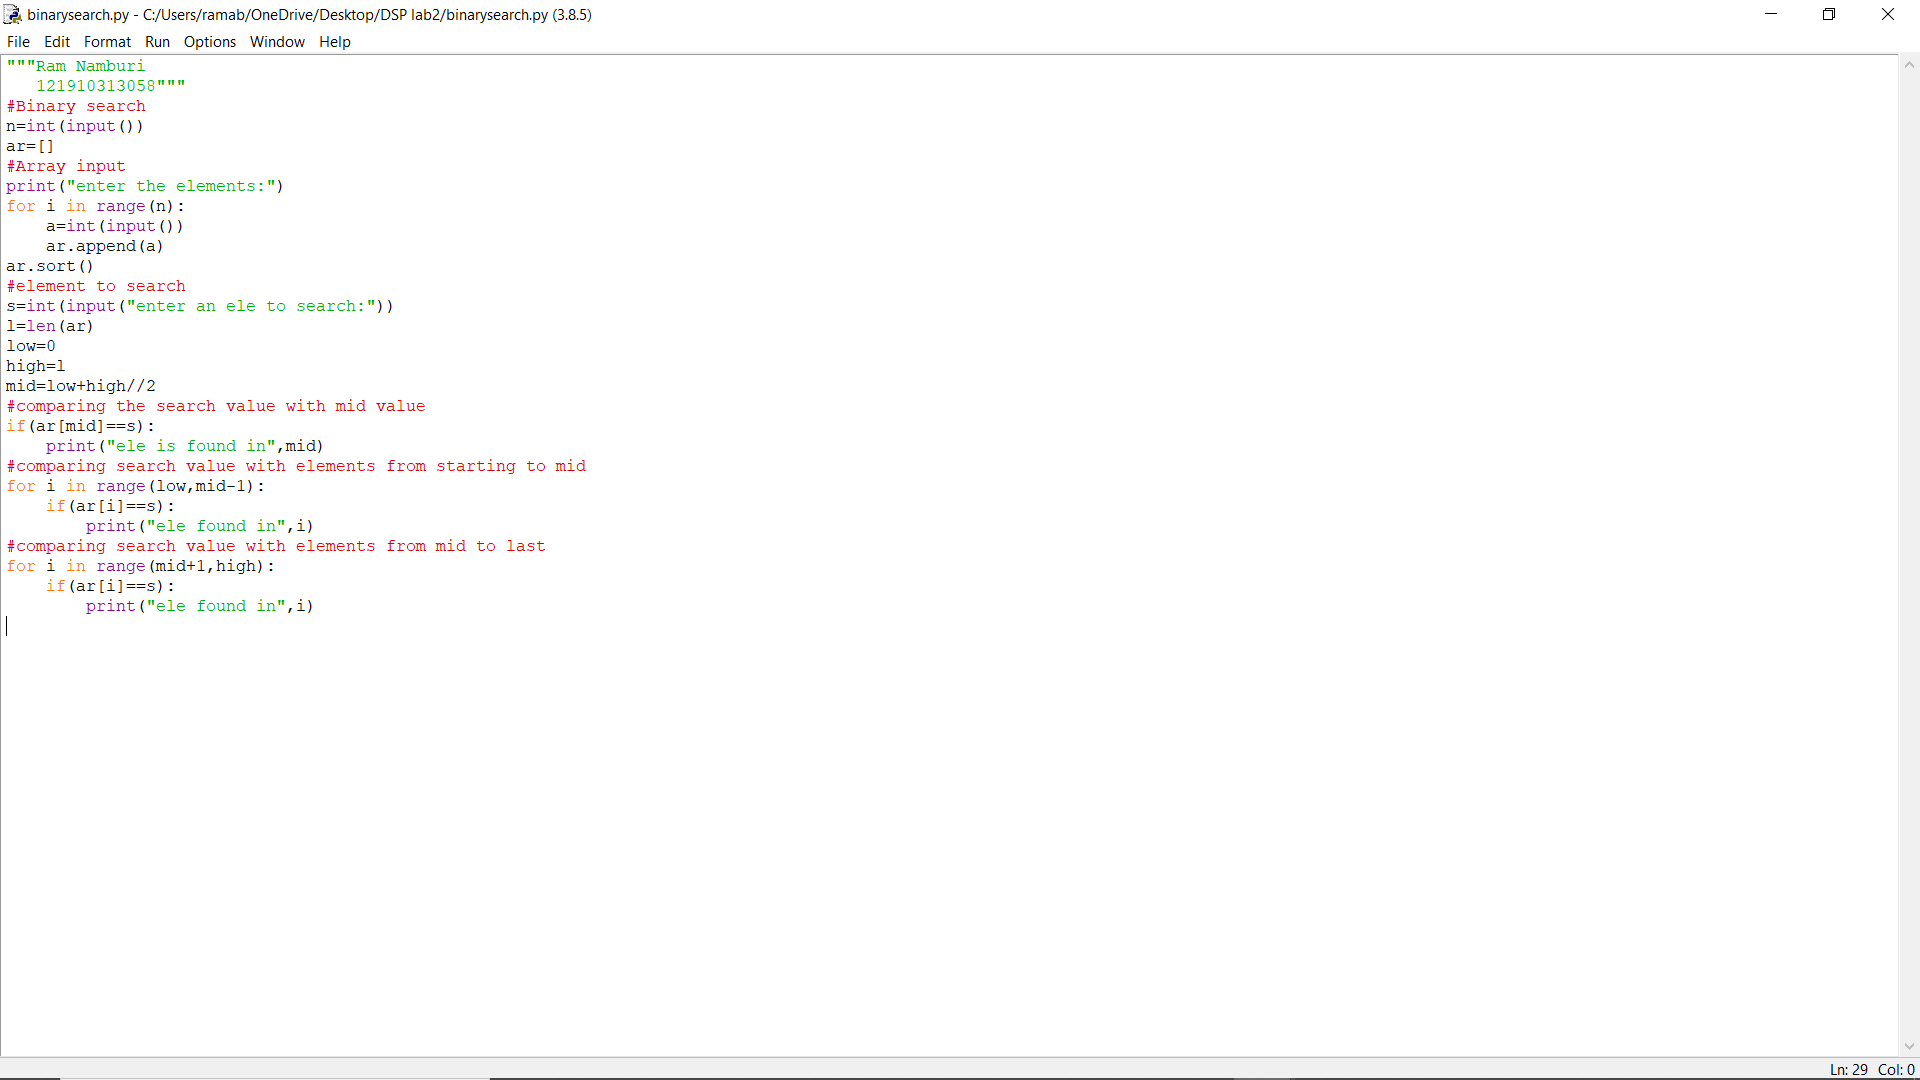 binarysearch.py - C:/Users/ramab/OneDrive/Desktop/DSP lab2/binarysearch.py (3.8.5)
File Edit Format Run Options Window Help
"""Ram Namburi
   121910313058"""
#Binary search
n=int(input())
ar=[]
#Array input
print("enter the elements:")
for i in range(n):
    a=int(input())
    ar.append(a)
ar.sort()
#element to search
s=int(input("enter an ele to search:"))
l=len(ar)
low=0
high=l
mid=low+high//2
#comparing the search value with mid value
if(ar[mid]==s):
    print("ele is found in",mid)
#comparing search value with elements from starting to mid
for i in range(low,mid-1):
    if(ar[i]==s):
        print("ele found in",i)
#comparing search value with elements from mid to last
for i in range(mid+1,high):
    if(ar[i]==s):
        print("ele found in",i)
Ln: 29 Col: 0